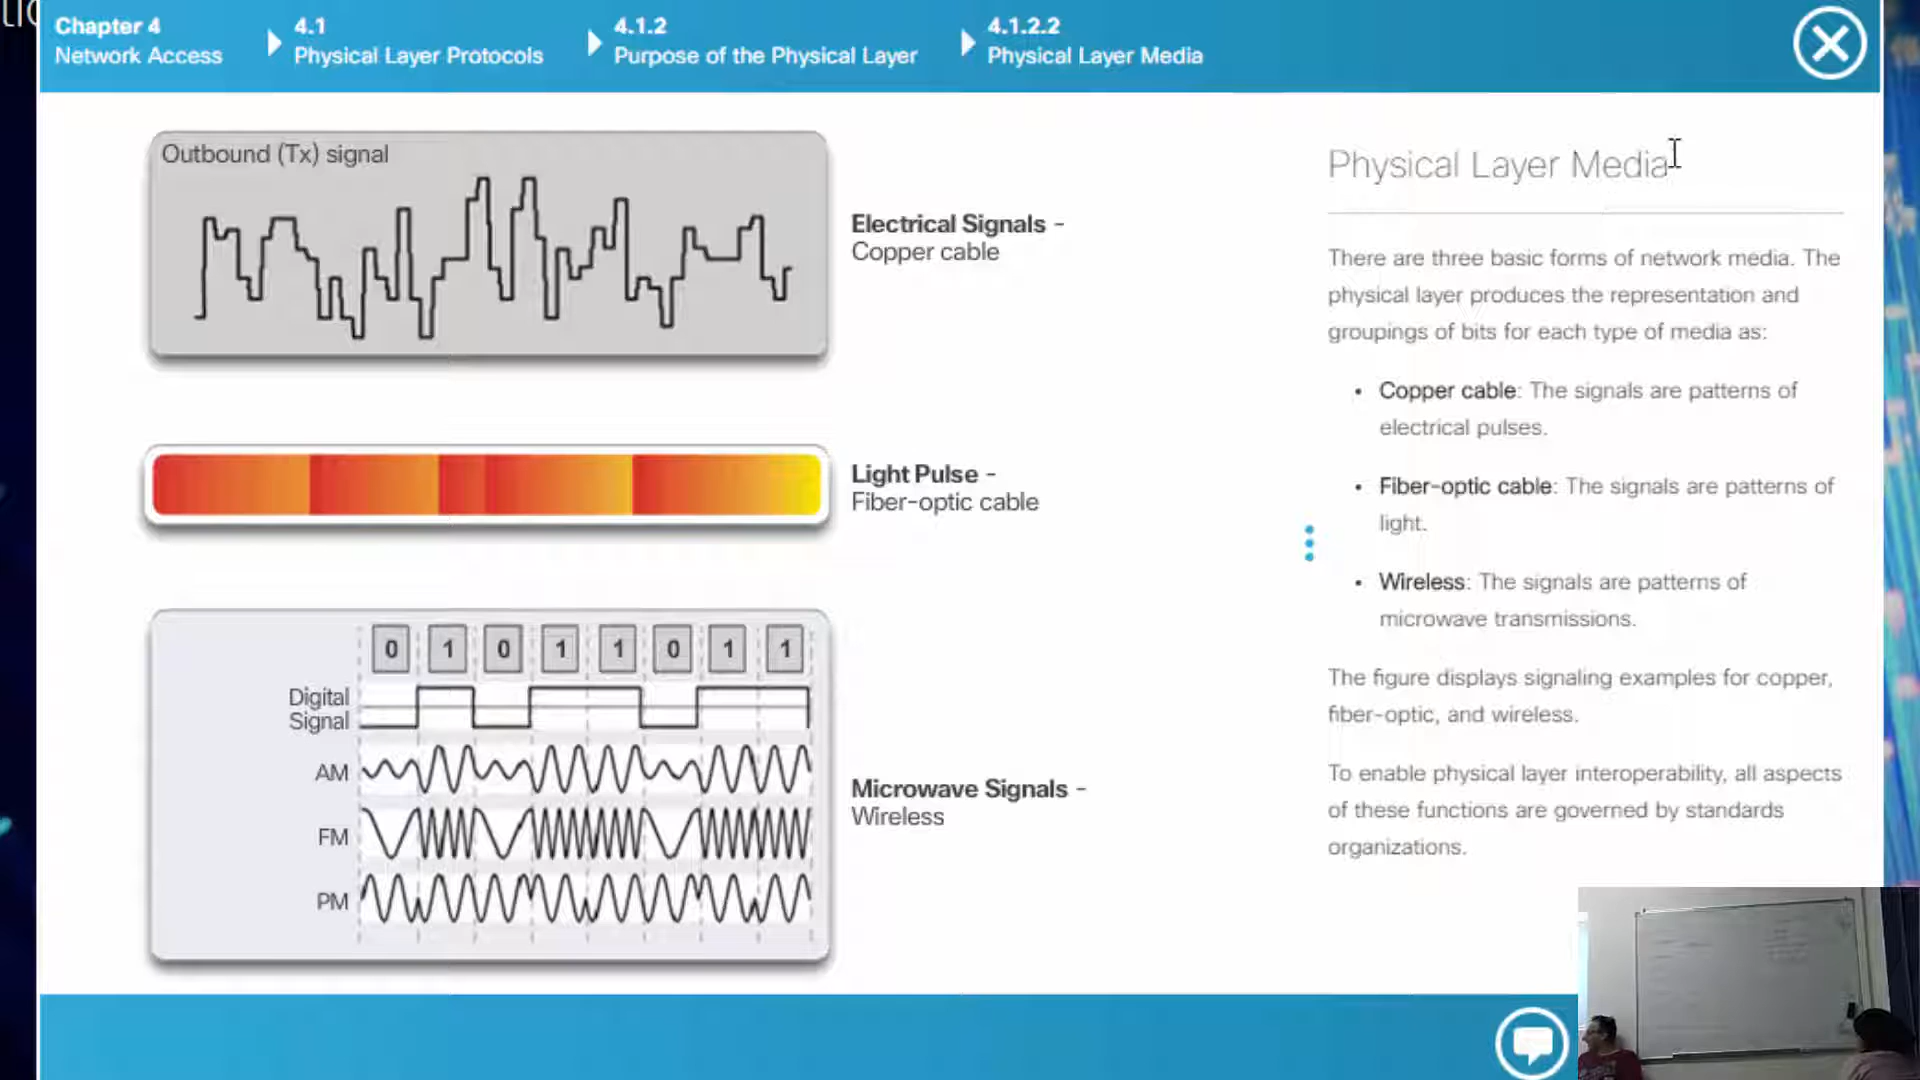 Chapter 4
Network Access
4.1
Physical Layer Protocols
4.1.2
Purpose of the Physical Layer
4.1.2.2
Physical Layer Media
Outbound (Tx) signal
Electrical Signals -
Copper cable
Light Pulse -
Fiber-optic cable
0 1 0 1 1 0 1 1
Digital
Signal
AM
FM
PM
Microwave Signals -
Wireless
Physical Layer Media
There are three basic forms of network media. The
physical layer produces the representation and
groupings of bits for each type of media as:
• Copper cable: The signals are patterns of
electrical pulses.
• Fiber-optic cable: The signals are patterns of
light.
• Wireless: The signals are patterns of
microwave transmissions.
The figure displays signaling examples for copper,
fiber-optic, and wireless.
To enable physical layer interoperability, all aspects
of these functions are governed by standards
organizations.